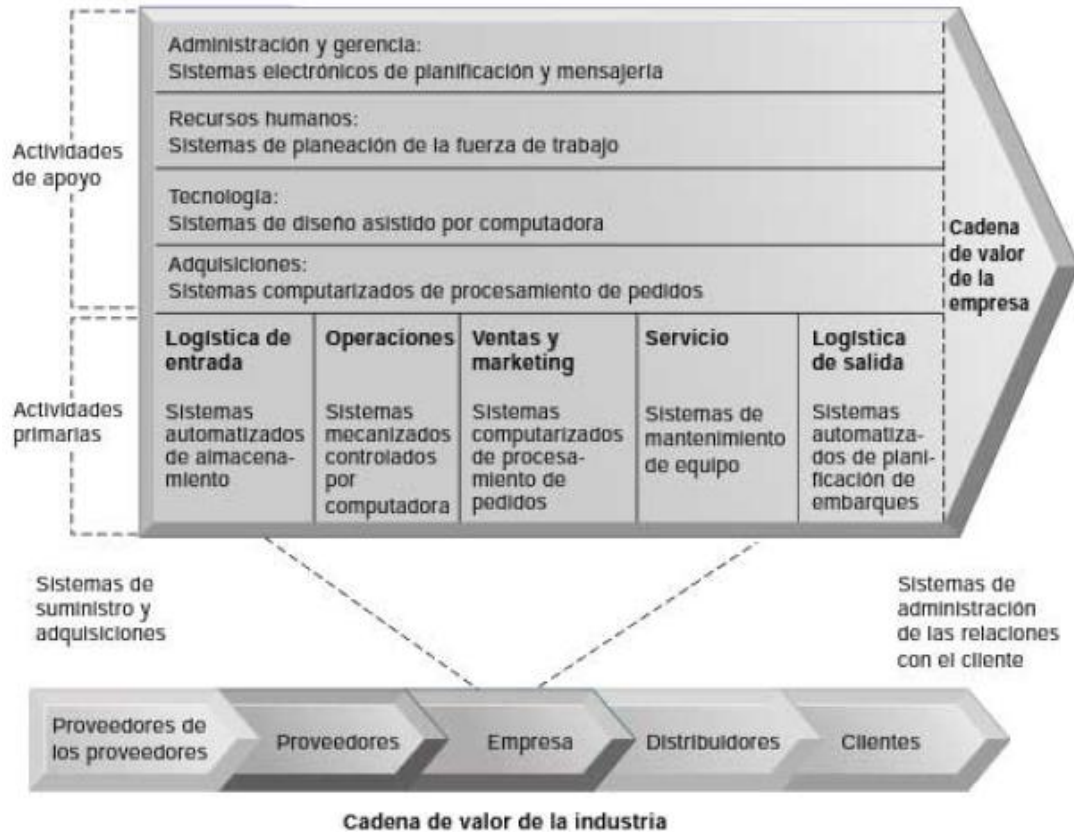 Administración y gerencia:
Sistemas electrónicos de planificación y mensajería
Recursos humanos:
Sistemas de planeación de la fuerza de trabajo
Actividades
de apoyo
Tecnología:
Sistemas de diseño asistido por computadora
Adquisiciones:
Sistemas computarizados de procesamiento de pedidos
Cadena
de valor
de la
empresa
Actividades
primarias
Logística de
entrada
Sistemas
automatizados
de almacena-
miento
Operaciones
Sistemas
mecanizados
controlados
por
computadora
Ventas y
marketing
Sistemas
computarizados
de procesa-
miento de
pedidos
Servicio
Sistemas de
mantenimiento
de equipo
Logística
de salida
Sistemas
automatiza-
dos de plani-
ficación de
embarques
Sistemas de
suministro y
adquisiciones
Sistemas de
administración
de las relaciones
con el cliente
Proveedores de
los proveedores
Proveedores
Empresa
Distribuidores
Clientes
Cadena de valor de la industria